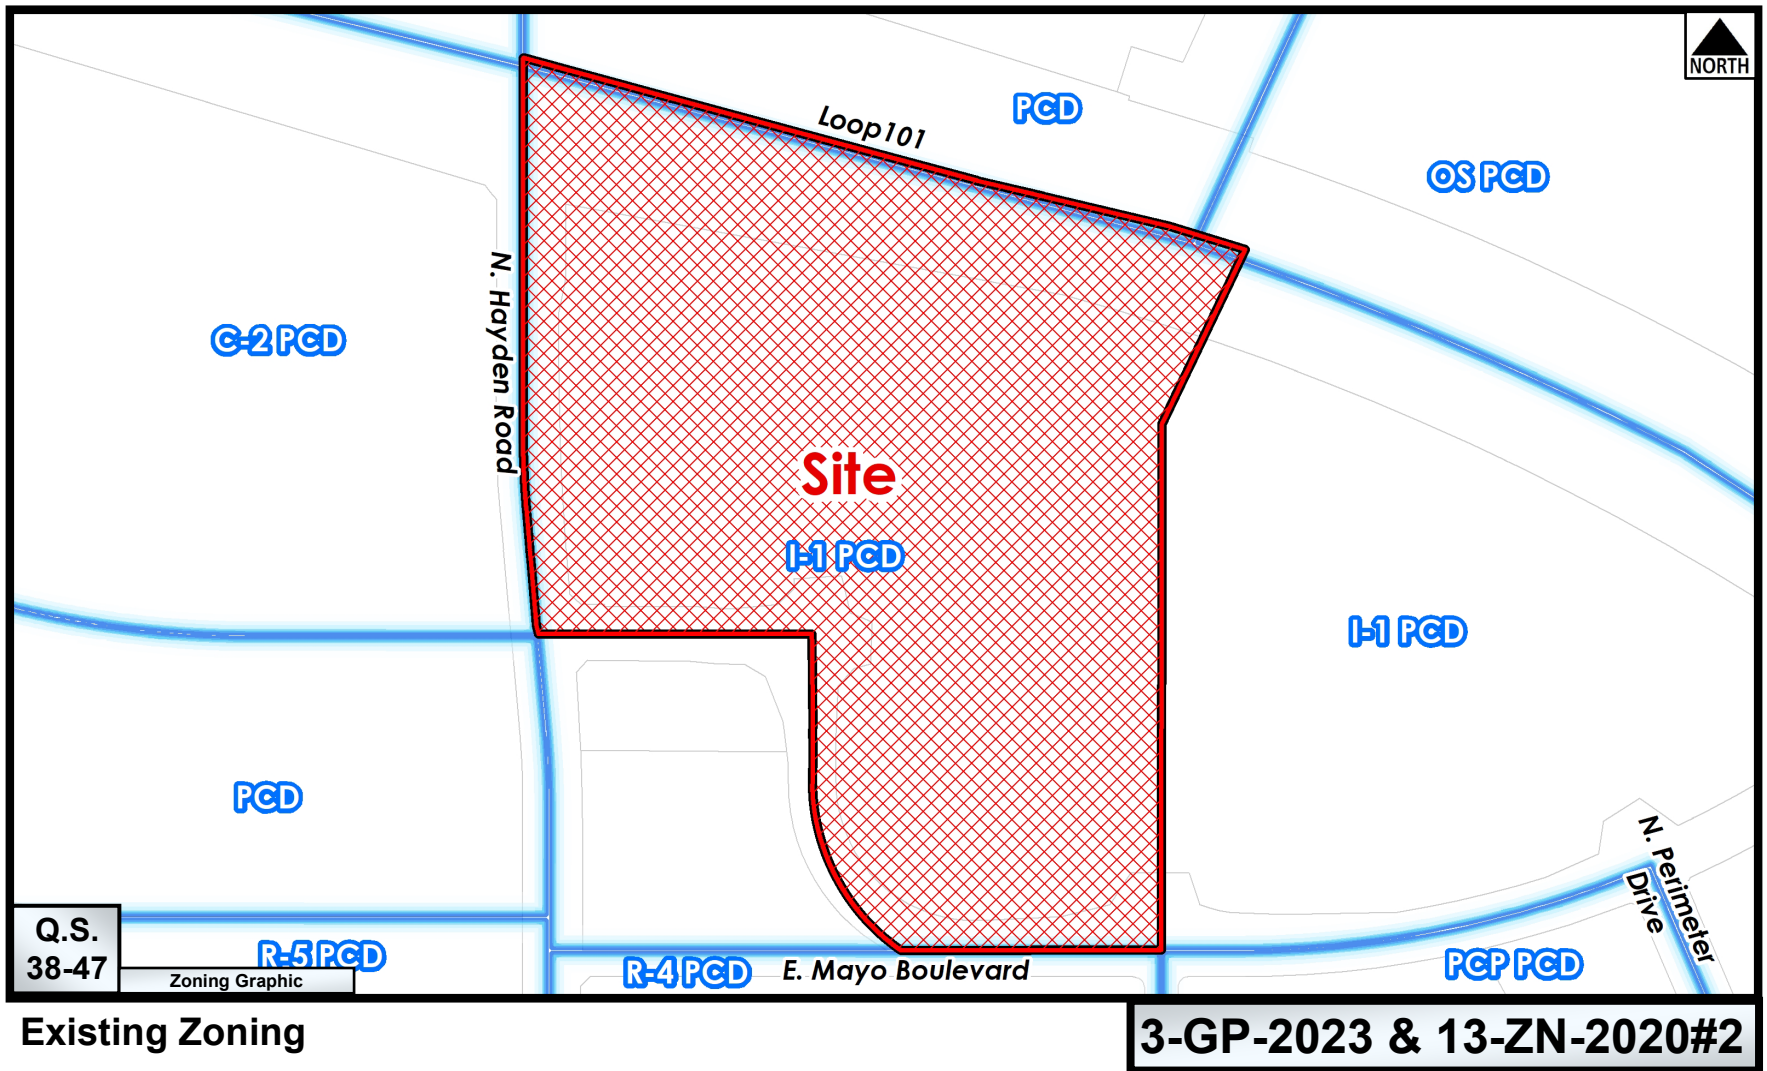 NORTH
PCD
Loop101
OS PCD
N. Hayden Road
C-2 PCD
Site
I-1 PCD
I-1 PCD
PCD
N. Perimeter
Drive
Q.S.
38-47
R-5 PCD
Zoning Graphic
R-4 PCD
E. Mayo Boulevard
PCP PCD
Existing Zoning
3-GP-2023 & 13-ZN-2020#2